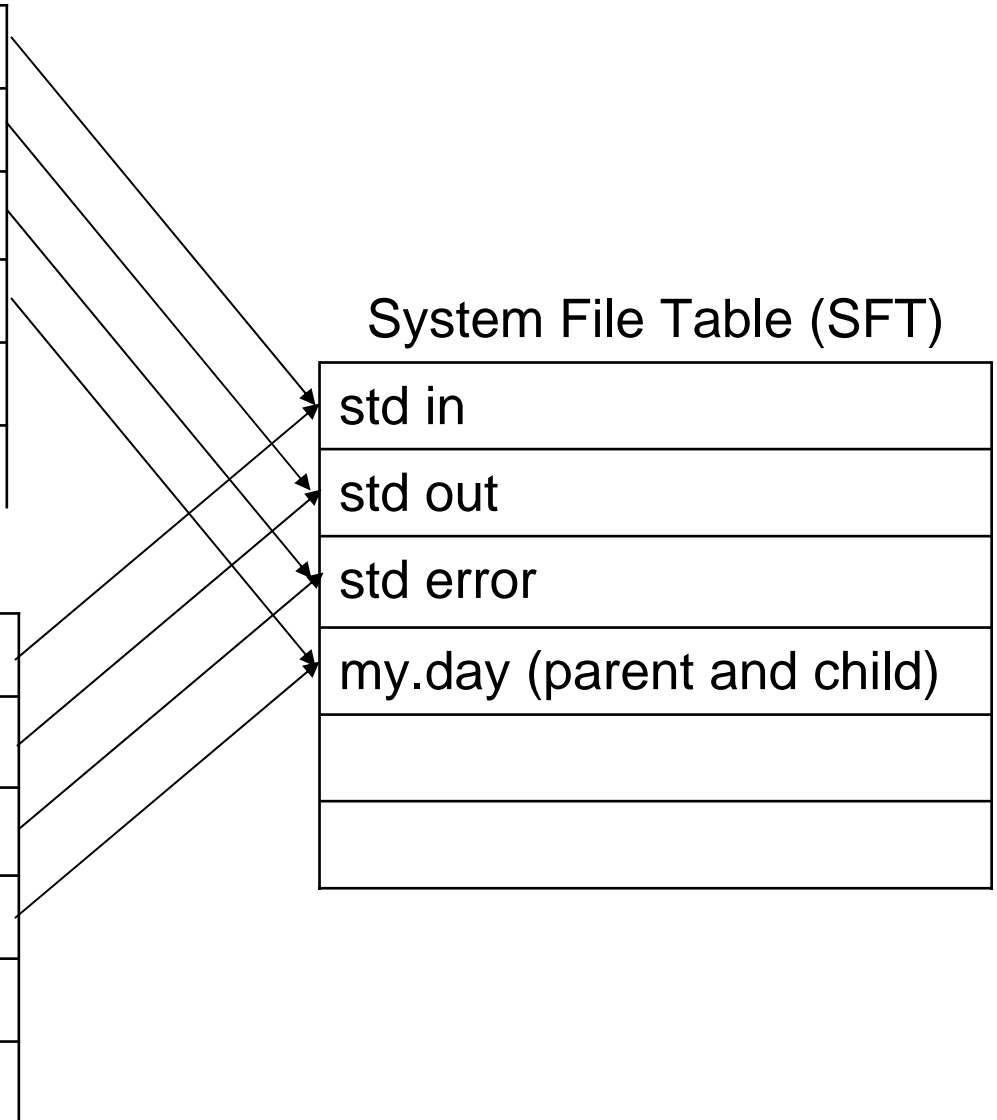 System File Table (SFT)
std in
std out
std error
my.day (parent and child)